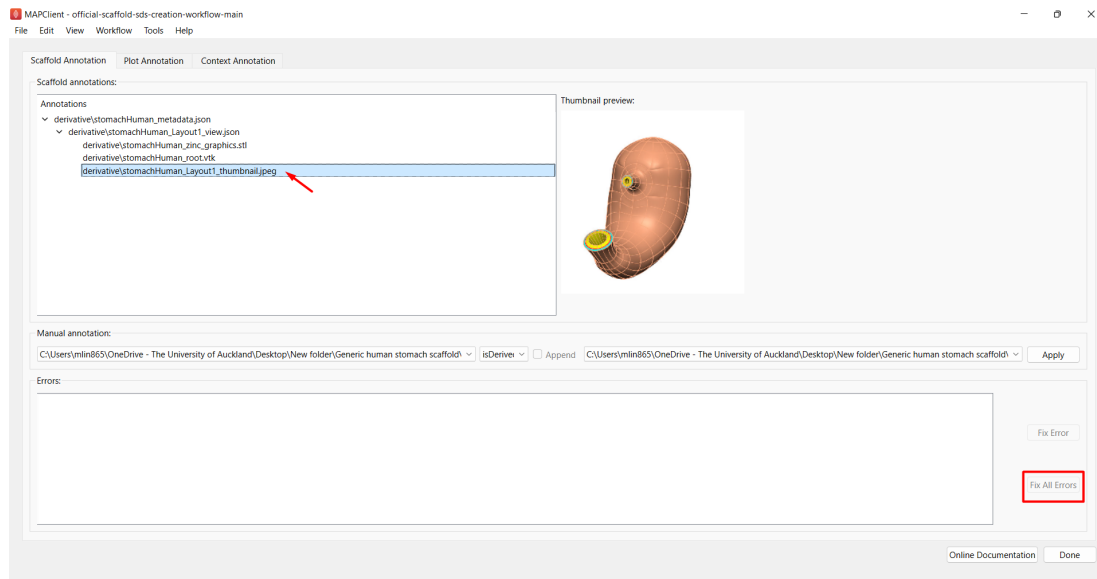 MAPClient - official-scaffold-sds-creation-workflow-main
File Edit View Workflow Tools Help
Scaffold Annotation Plot Annotation Context Annotation
Scaffold annotations:
Annotations
Thumbnail preview:
derivative\stomachHuman_metadata.json
derivative\stomachHuman_Layout1_view.json
derivative\stomachHuman_zinc_graphics.stl
derivative\stomachHuman_root.vtk
derivative\stomachHuman_Layout1_thumbnail.jpeg
Manual annotation:
C:\Users\mlin865\OneDrive - The University of Auckland\Desktop\New folder\Generic human stomach scaffold\ isDerive Append C:\Users\mlin865\OneDrive - The University of Auckland\Desktop\New folder\Generic human stomach scaffold\ Apply
Errors:
Fix Error
Fix All Errors
Online Documentation Done